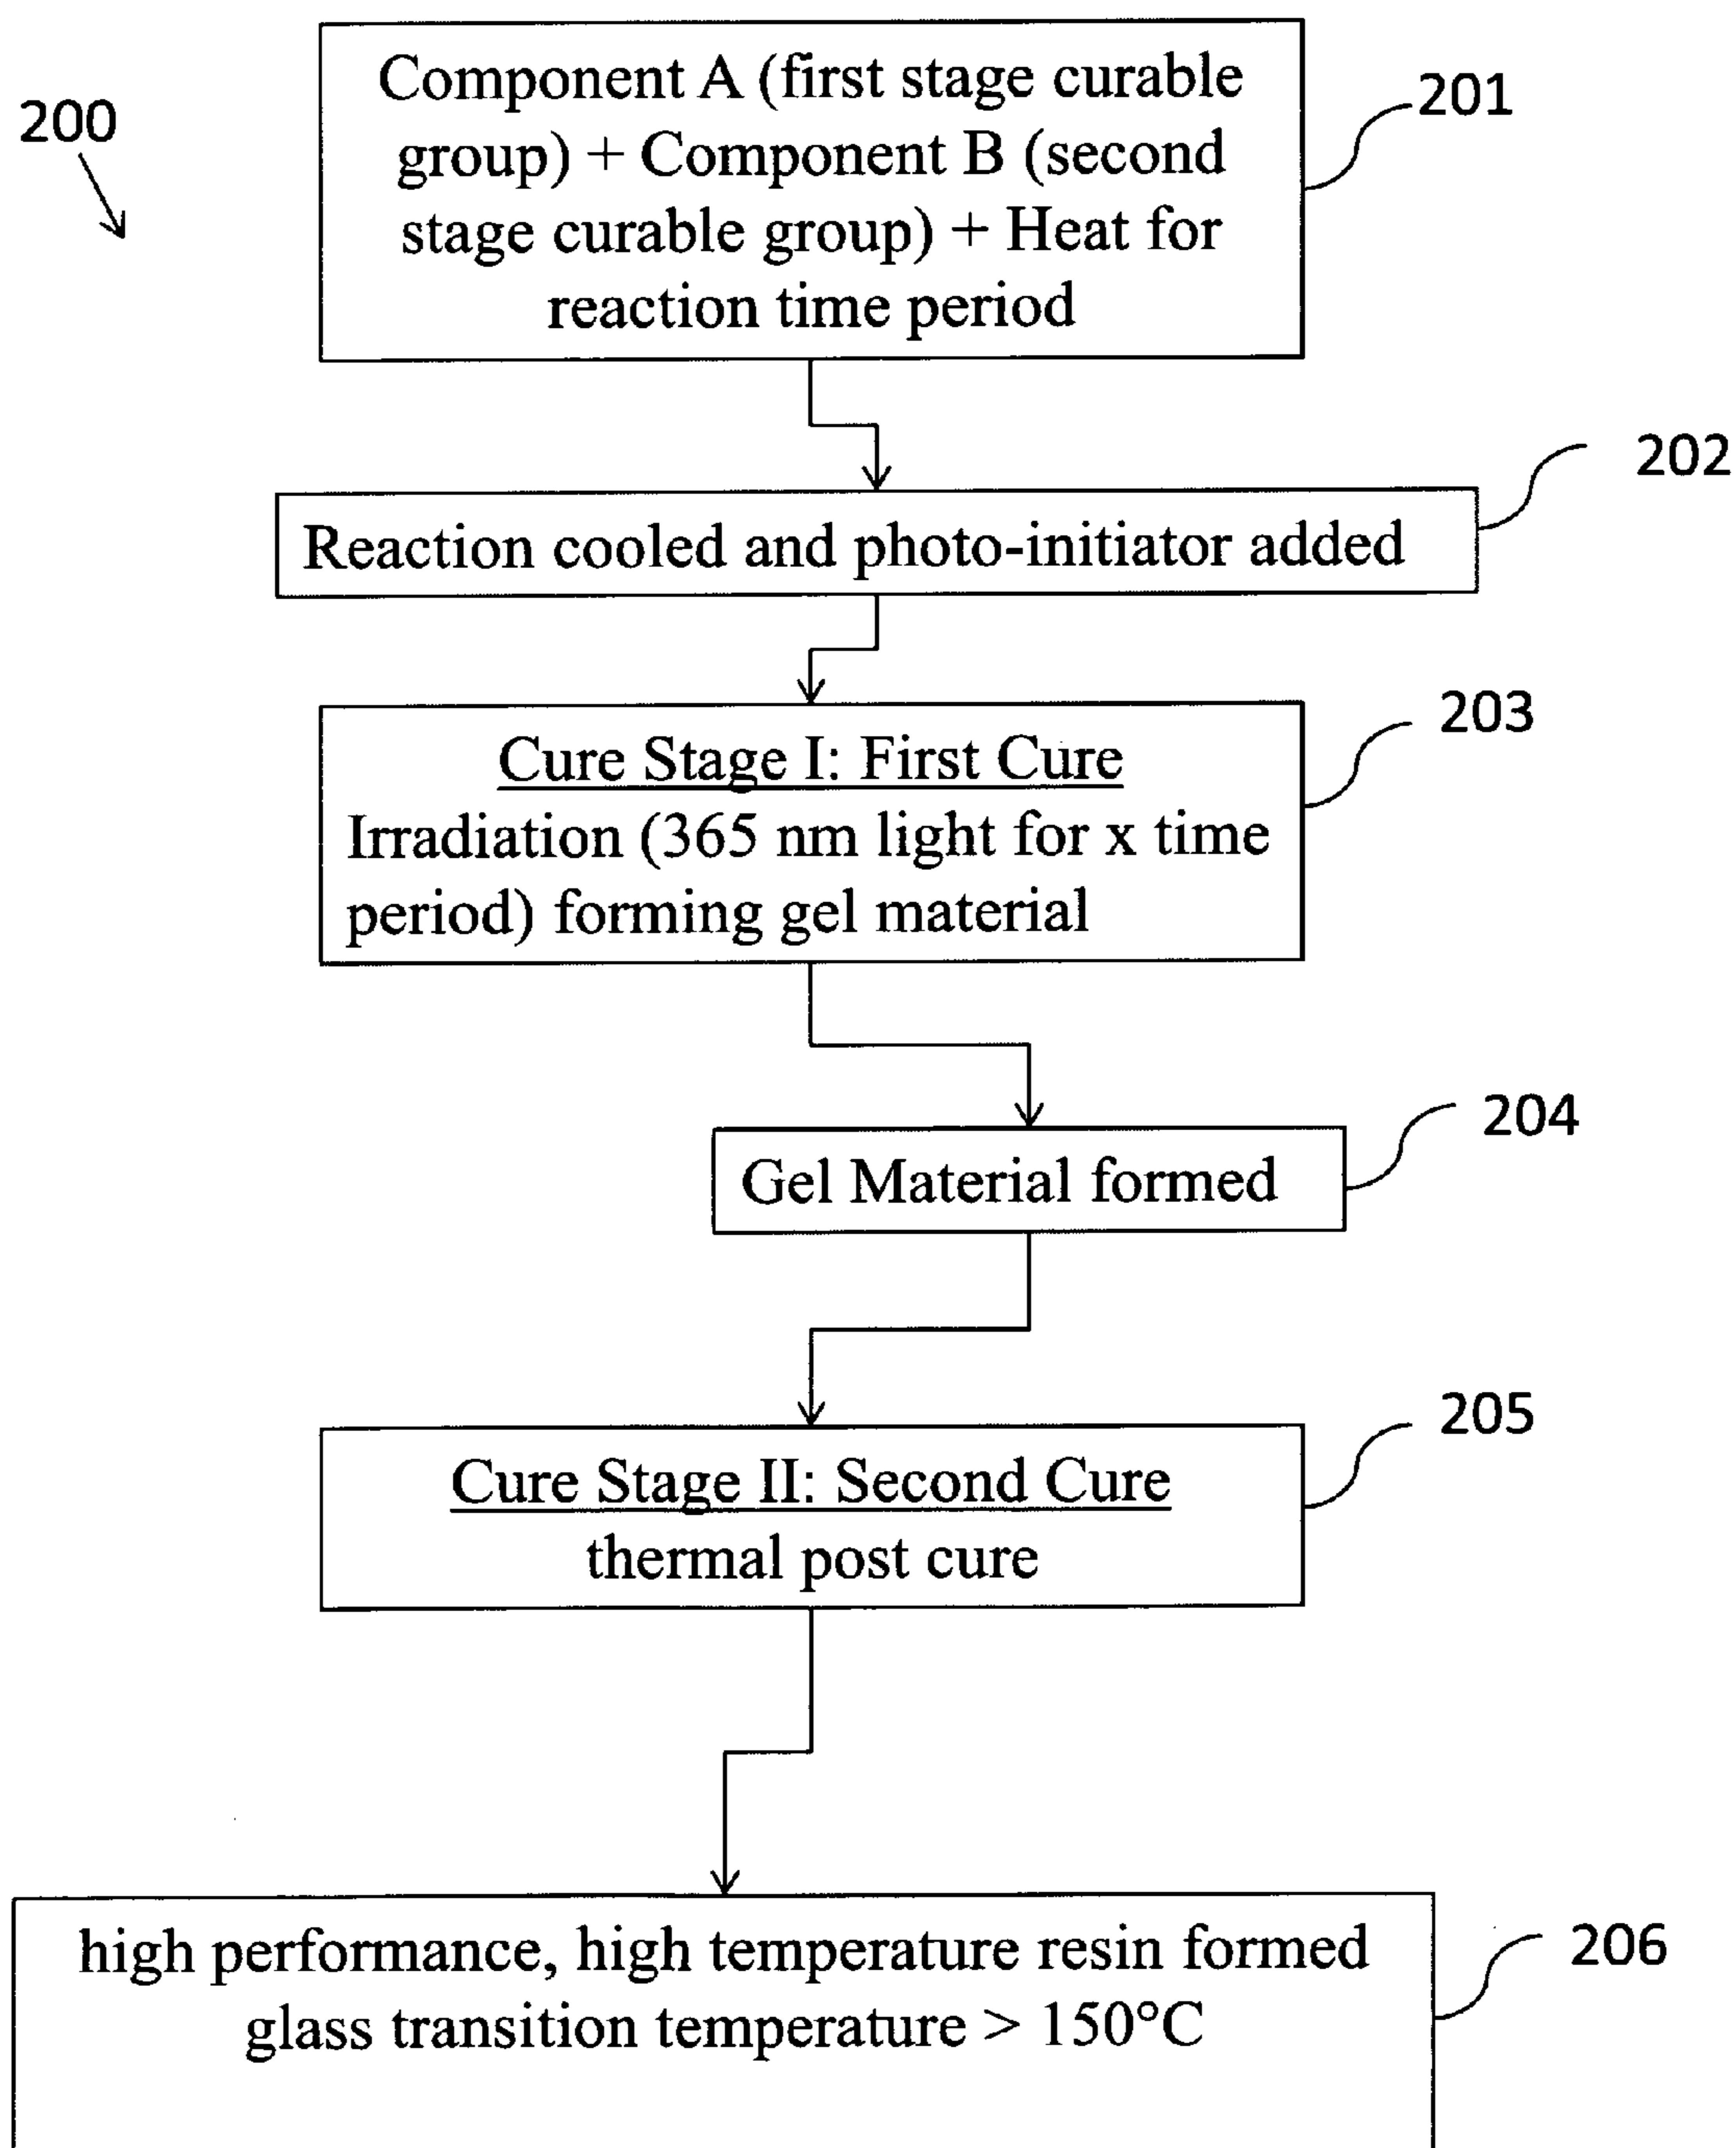 200
Component A (first stage curable
group) + Component B (second
stage curable group) + Heat for
reaction time period
201
Reaction cooled and photo-initiator added
202
Cure Stage I: First Cure
Irradiation (365 nm light for x time
period) forming gel material
203
Gel Material formed
204
Cure Stage II: Second Cure
thermal post cure
205
high performance, high temperature resin formed
glass transition temperature > 150°C
206